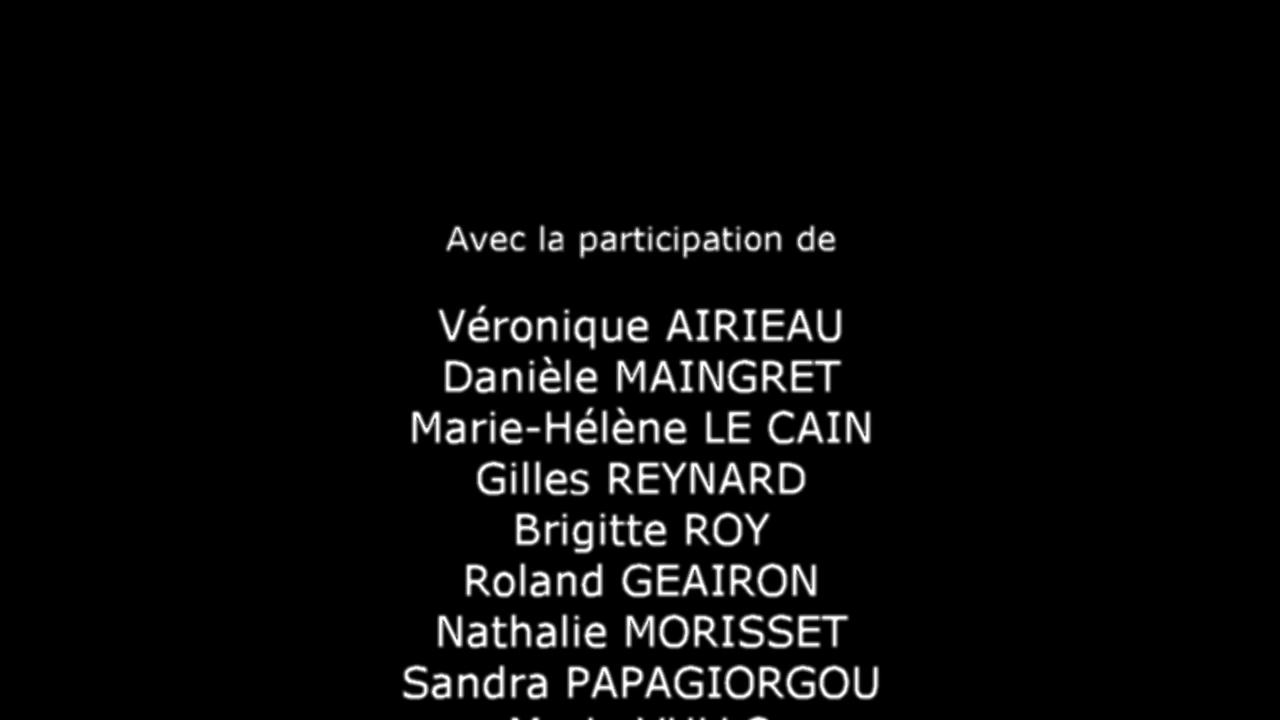 Avec la participation de
Véronique AIRIEAU
Danièle MAINGRET
Marie-Hélène LE CAIN
Gilles REYNARD
Brigitte ROY
Roland GEAIRON
Nathalie MORISSET
Sandra PAPAGIORGOU